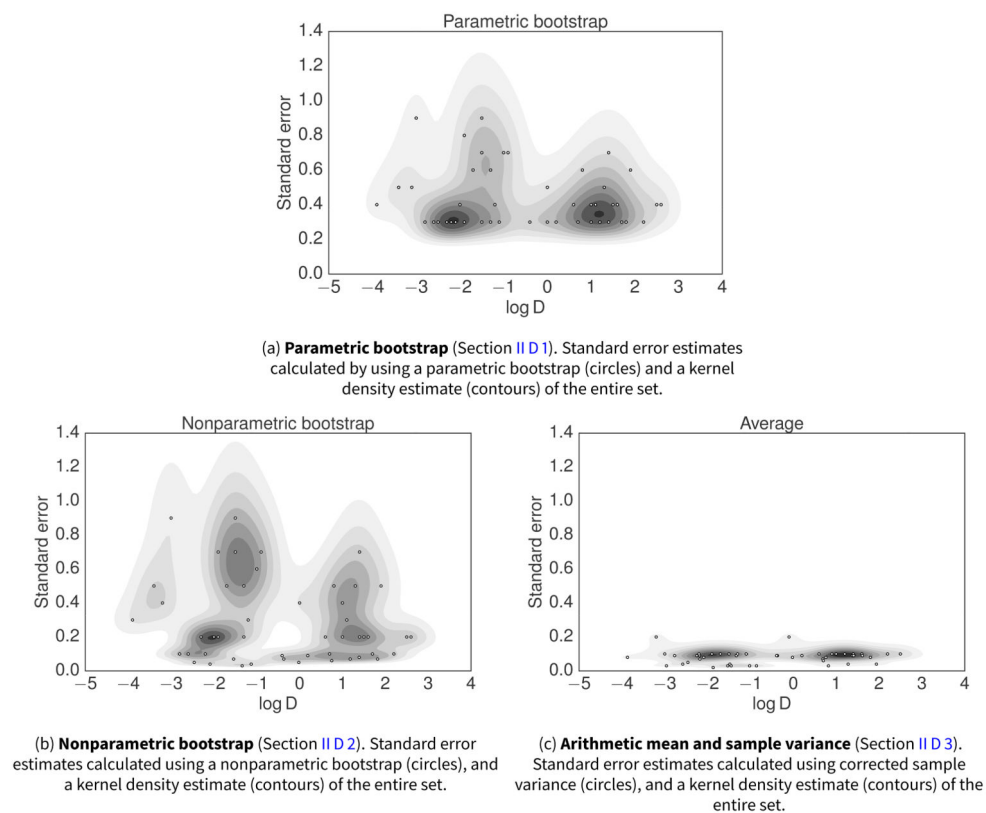 Parametric bootstrap
1.4
1.2
1.0
0.8
0.6
0.4
0.2
0.0
Standard error
−5 −4 −3 −2 −1 0 1 2 3 4
log D
(a) Parametric bootstrap (Section II D 1). Standard error estimates
calculated by using a parametric bootstrap (circles) and a kernel
density estimate (contours) of the entire set.
Nonparametric bootstrap
1.4
1.2
1.0
0.8
0.6
0.4
0.2
0.0
Standard error
−5 −4 −3 −2 −1 0 1 2 3 4
log D
(b) Nonparametric bootstrap (Section II D 2). Standard error
estimates calculated using a nonparametric bootstrap (circles), and
a kernel density estimate (contours) of the entire set.
Average
1.4
1.2
1.0
0.8
0.6
0.4
0.2
0.0
Standard error
−5 −4 −3 −2 −1 0 1 2 3 4
log D
(c) Arithmetic mean and sample variance (Section II D 3).
Standard error estimates calculated using corrected sample
variance (circles), and a kernel density estimate (contours) of the
entire set.